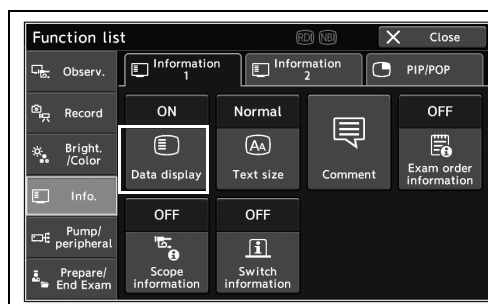 Function list
RDI NBI
Close
Observ.
Record
Bright.
/Color
Info.
Pump/
peripheral
Prepare/
End Exam
Information
1
Information
2
PIP/POP
ON
Data display
Normal
AA
Text size
Comment
OFF
Exam order
information
OFF
Scope
information
OFF
Switch
information